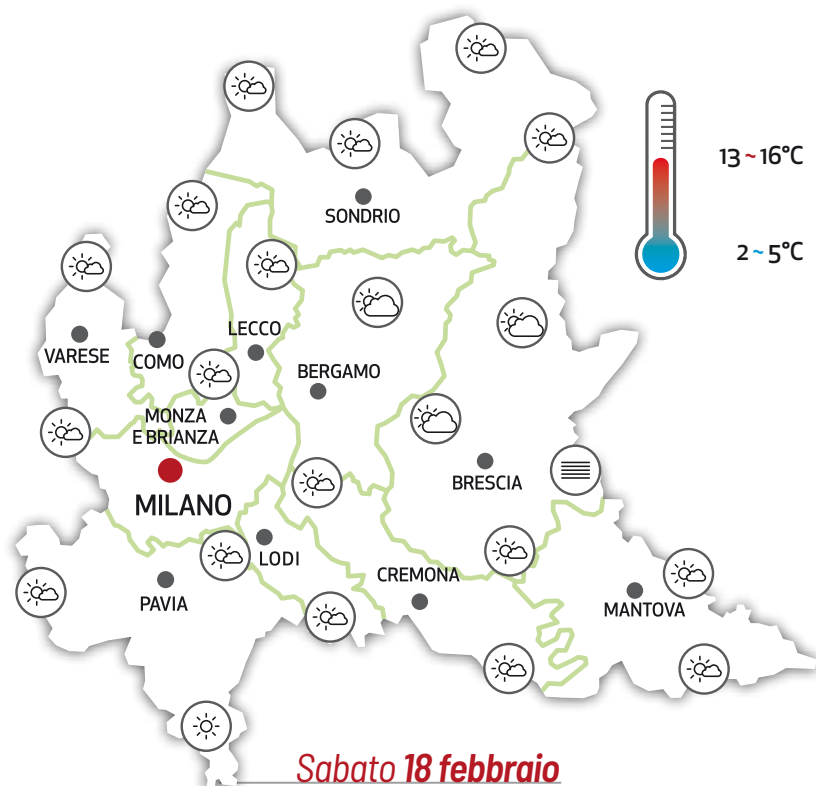 13 ~ 16°C
SONDRIO
2 ~ 5°C
LECCO
VARESE
COMO
BERGAMO
MONZA
E BRIANZA
BRESCIA
MILANO
LODI
CREMONA
PAVIA
MANTOVA
Sabato 18 febbraio